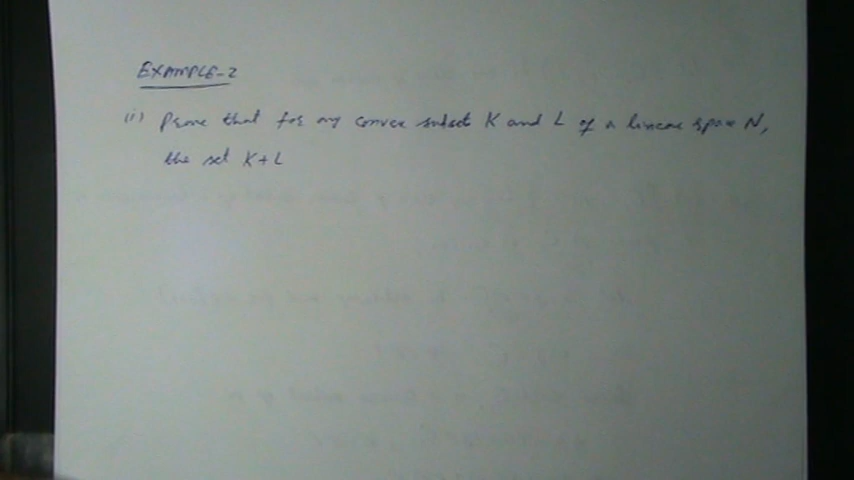 EXAMPLE-2
(i) Prove that for any convex subset K and L of a linear space N,
the set K+L